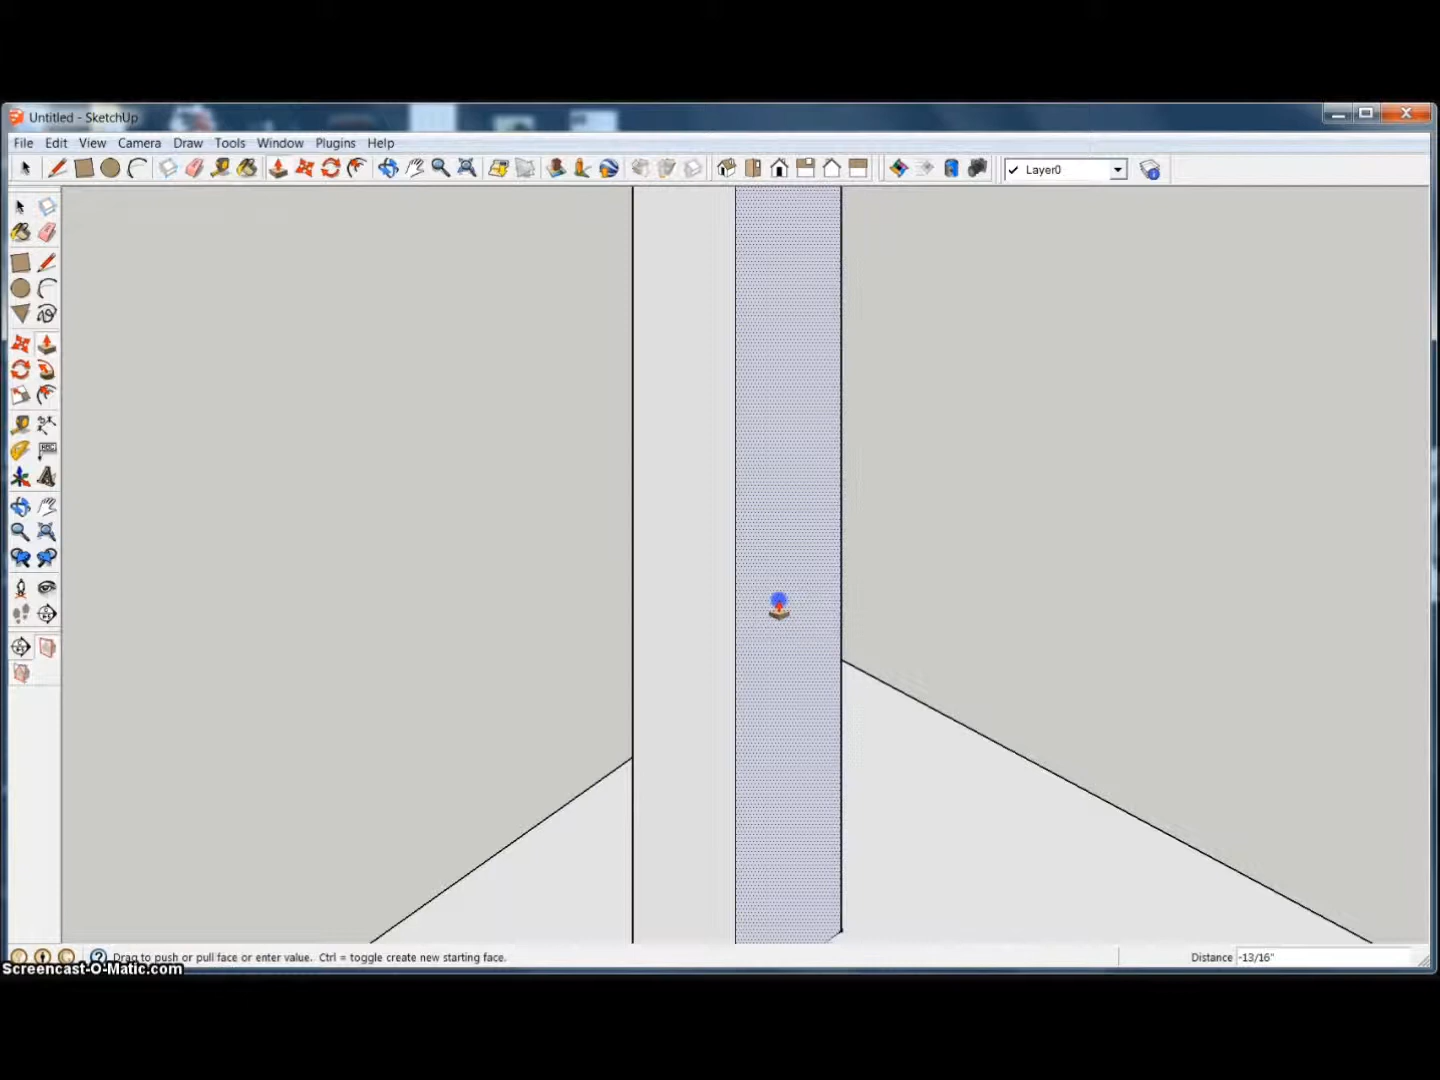 Untitled - SketchUp
File Edit View Camera Draw Tools Window Plugins Help
✓ Layer0
Drag to push or pull face or enter value. Ctrl = toggle create new starting face.
Distance -13/16"
Screencast-O-Matic.com